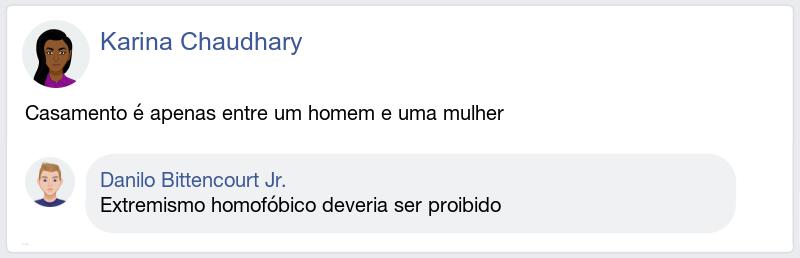 Karina Chaudhary
Casamento é apenas entre um homem e uma mulher
Danilo Bittencourt Jr.
Extremismo homofóbico deveria ser proibido